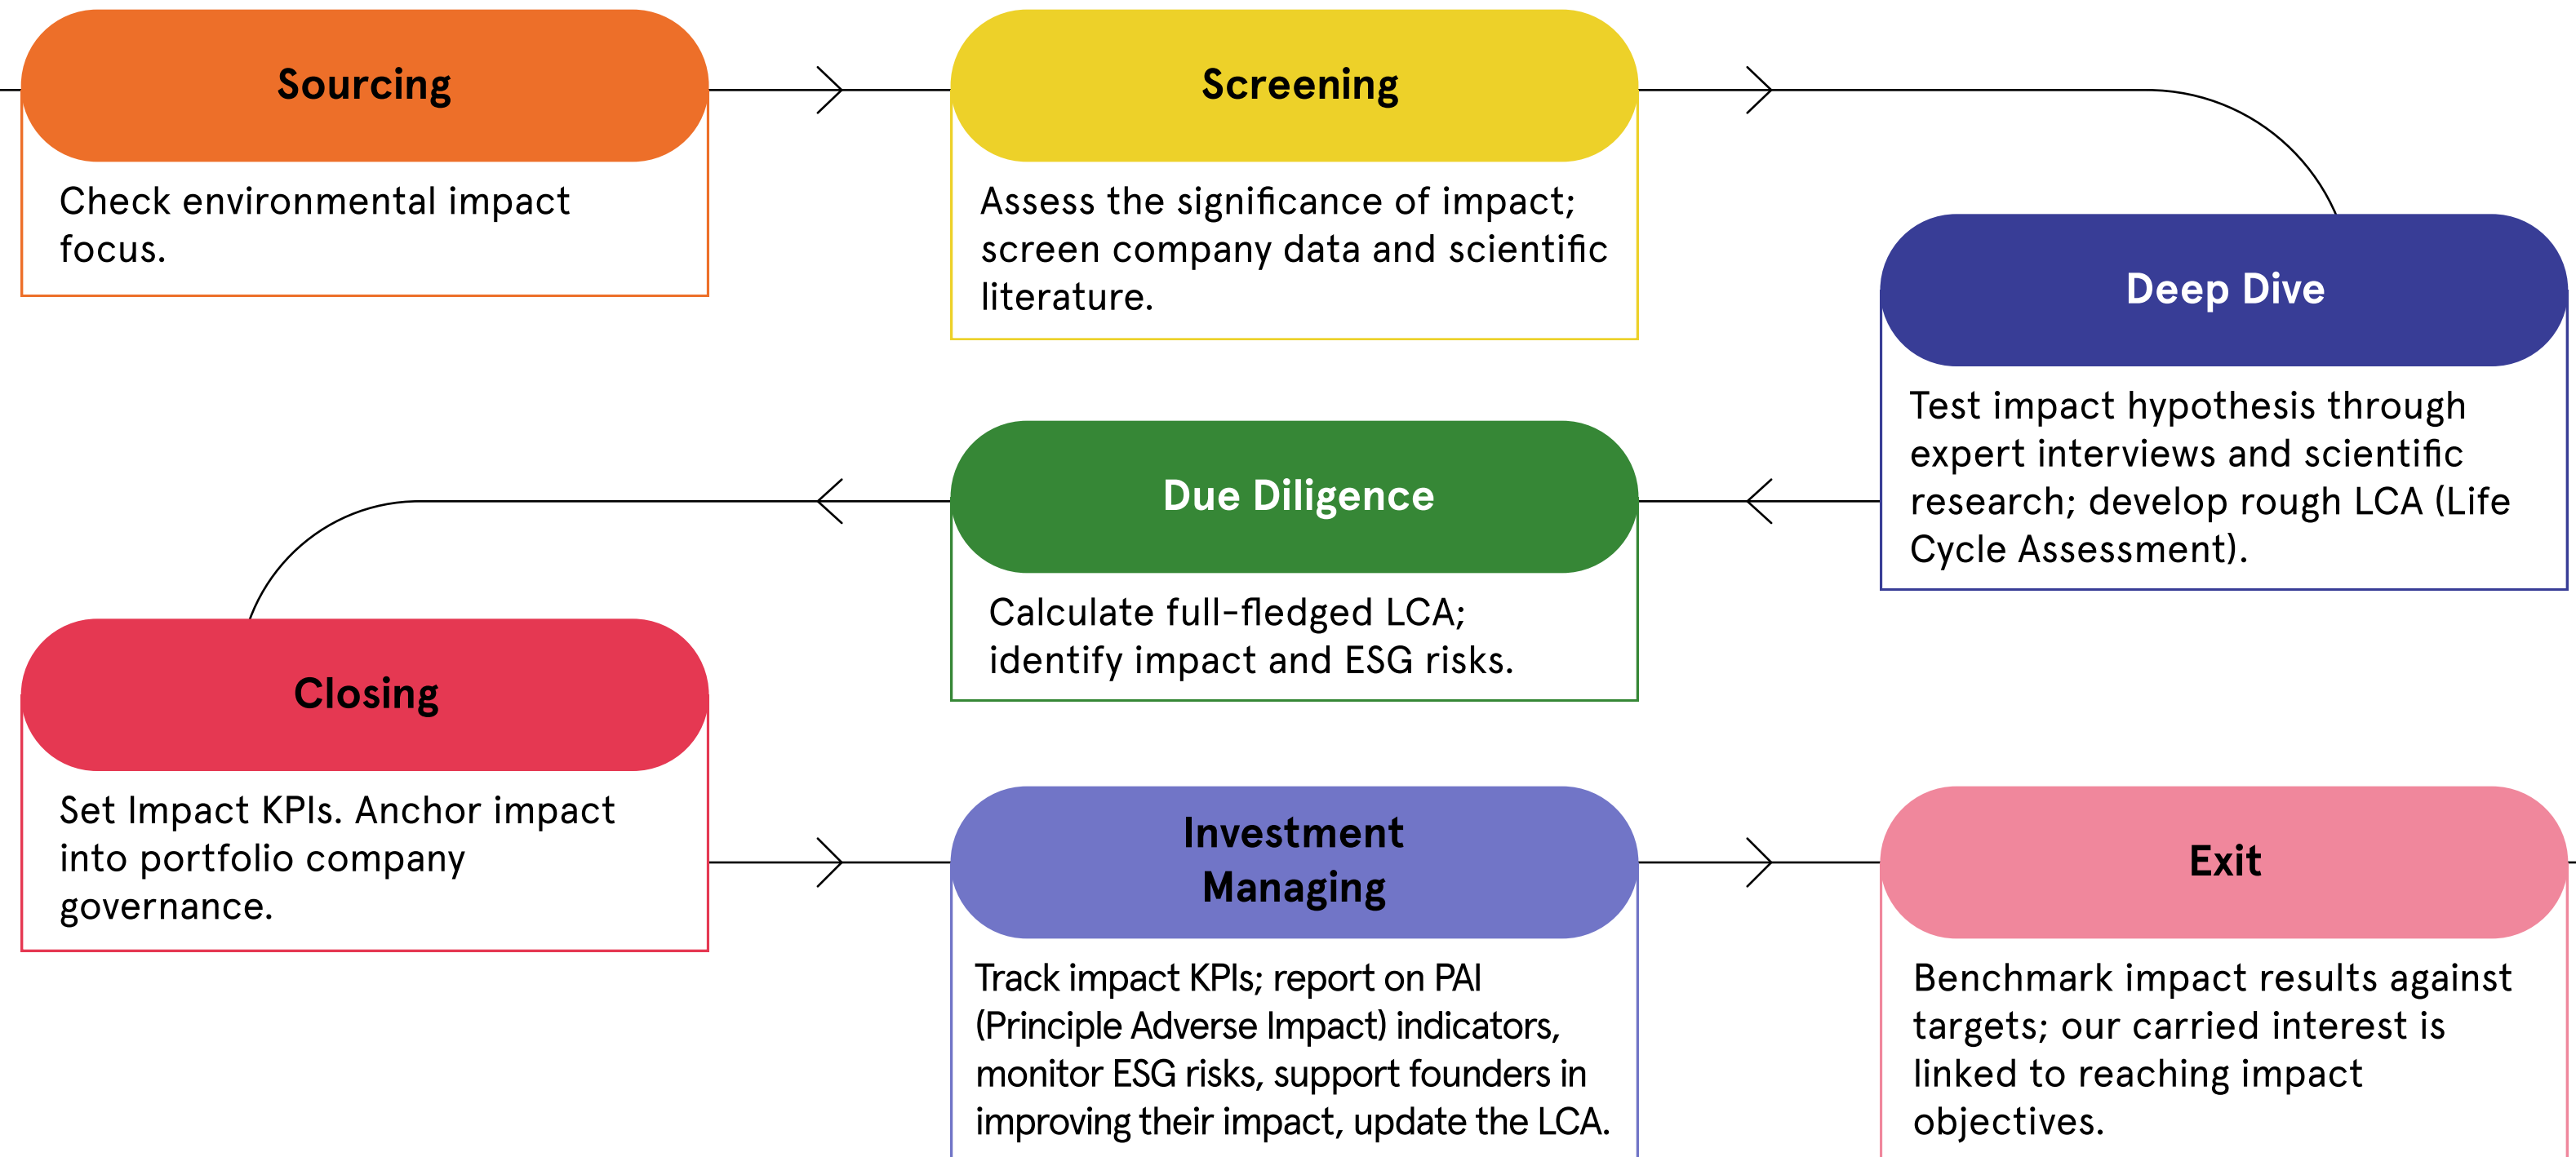 Sourcing
Check environmental impact
focus.
Screening
Assess the significance of impact;
screen company data and scientific
literature.
Deep Dive
Test impact hypothesis through
expert interviews and scientific
research; develop rough LCA (Life
Cycle Assessment).
Due Diligence
Calculate full-fledged LCA;
identify impact and ESG risks.
Closing
Set Impact KPIs. Anchor impact
into portfolio company
governance.
Investment
Managing
Track impact KPIs; report on PAI
(Principle Adverse Impact) indicators,
monitor ESG risks, support founders in
improving their impact, update the LCA.
Exit
Benchmark impact results against
targets; our carried interest is
linked to reaching impact
objectives.